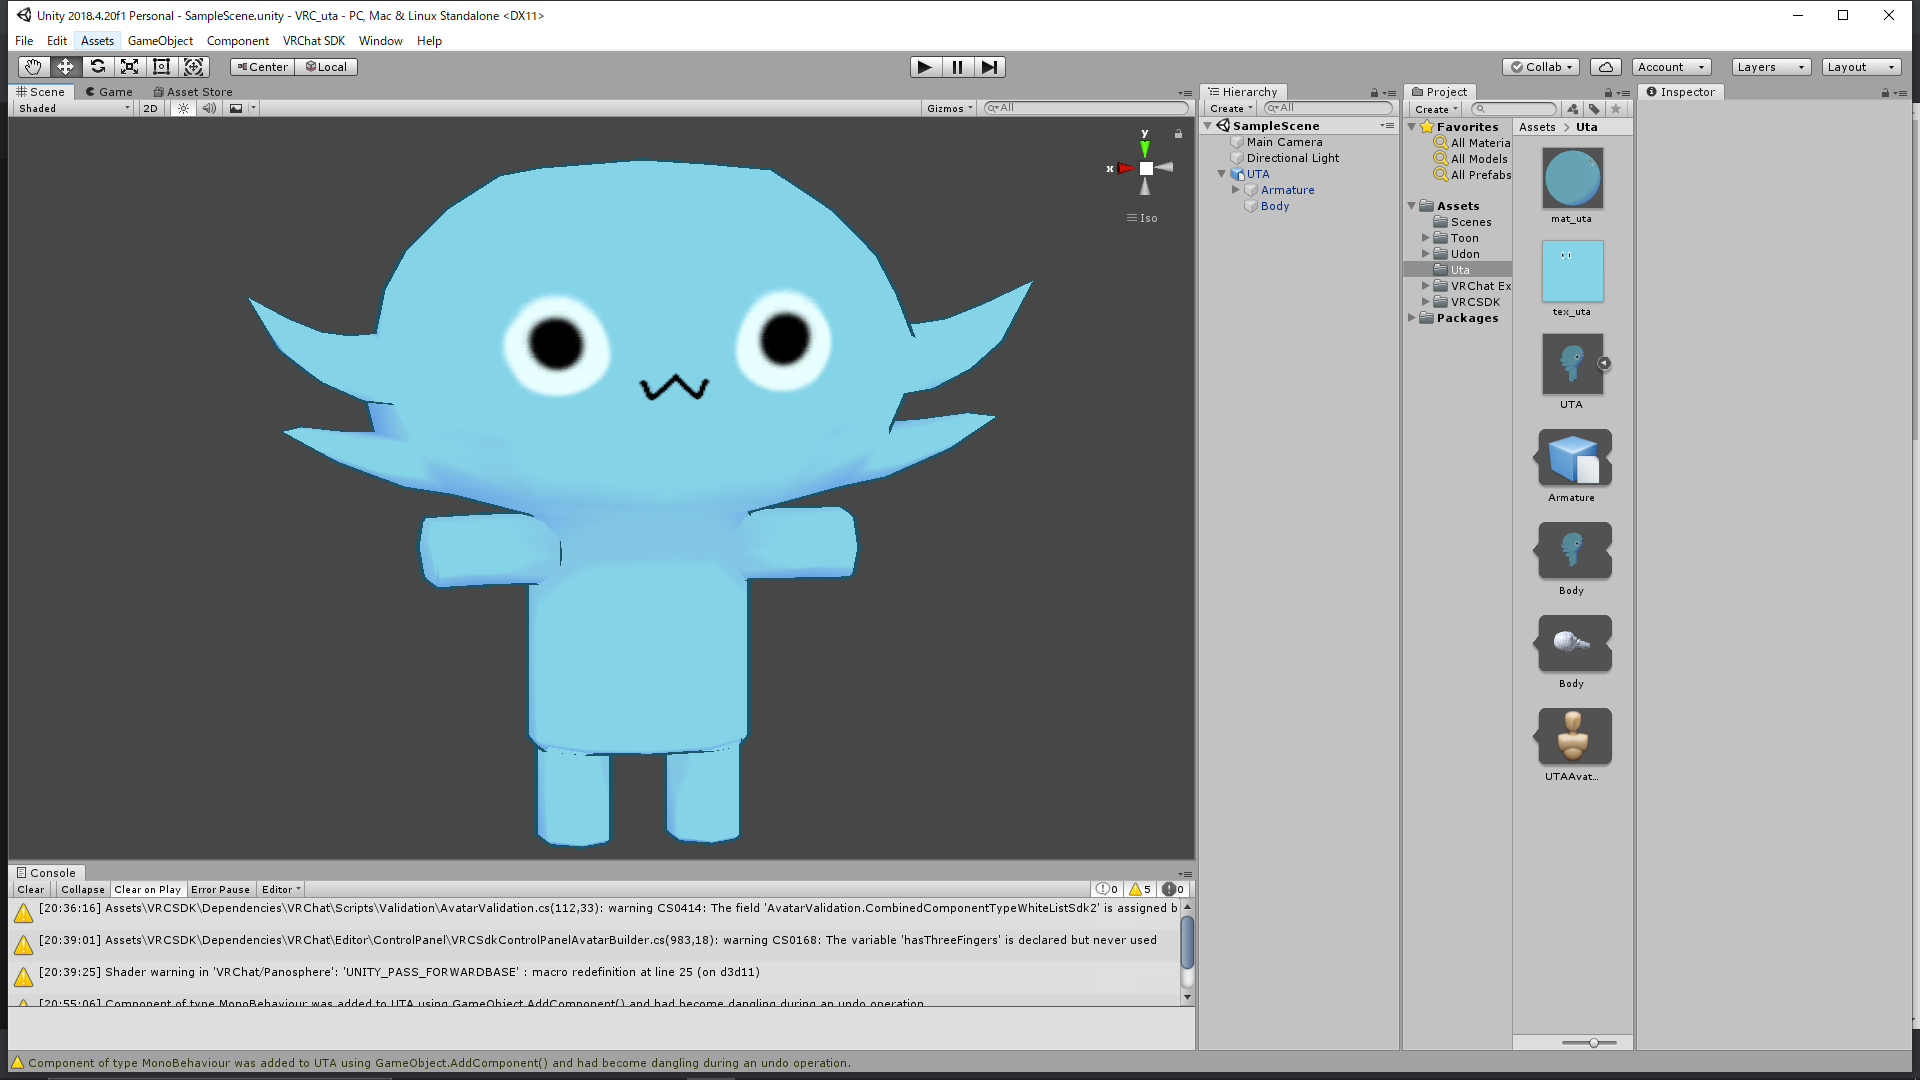 Unity 2018.4.20f1 Personal - SampleScene.unity - VRC_uta - PC, Mac & Linux Standalone <DX11>
File Edit Assets GameObject Component VRChat SDK Window Help
Center Local Collab Account Layers Layout
Scene Game Asset Store
Shaded 2D Gizmos All
y
x
Iso
Hierarchy
Create All
SampleScene
Main Camera
Directional Light
UTA
Armature
Body
Project
Create
Favorites
All Materia
All Models
All Prefabs
Assets
Scenes
Toon
Udon
Uta
VRChat Ex
VRCSDK
Packages
Assets > Uta
mat_uta
tex_uta
UTA
Armature
Body
Body
UTAAvat...
Inspector
Console
Clear Collapse Clear on Play Error Pause Editor 0 5 0
[20:36:16] Assets\VRCSDK\Dependencies\VRChat\Scripts\Validation\AvatarValidation.cs(112,33): warning CS0414: The field 'AvatarValidation.CombinedComponentTypeWhiteListSdk2' is assigned b
[20:39:01] Assets\VRCSDK\Dependencies\VRChat\Editor\ControlPanel\VRCSdkControlPanelAvatarBuilder.cs(983,18): warning CS0168: The variable 'hasThreeFingers' is declared but never used
[20:39:25] Shader warning in 'VRChat/Panosphere': 'UNITY_PASS_FORWARDBASE' : macro redefinition at line 25 (on d3d11)
[20:55:06] Component of type MonoBehaviour was added to UTA using GameObject.AddComponent() and had become dangling during an undo operation.
Component of type MonoBehaviour was added to UTA using GameObject.AddComponent() and had become dangling during an undo operation.